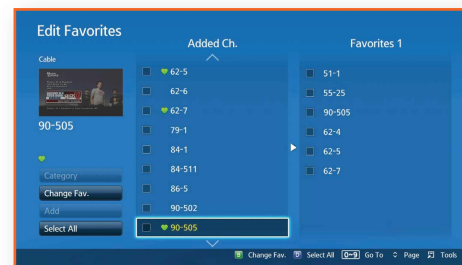 Edit Favorites
Cable
90-505
Category
Change Fav.
Add
Select All
Added Ch.
62-5
62-6
62-7
79-1
84-1
84-511
86-5
90-502
90-505
Favorites 1
51-1
55-25
90-505
62-4
62-5
62-7
B Change Fav. D Select All 0~9 Go To Page Tools